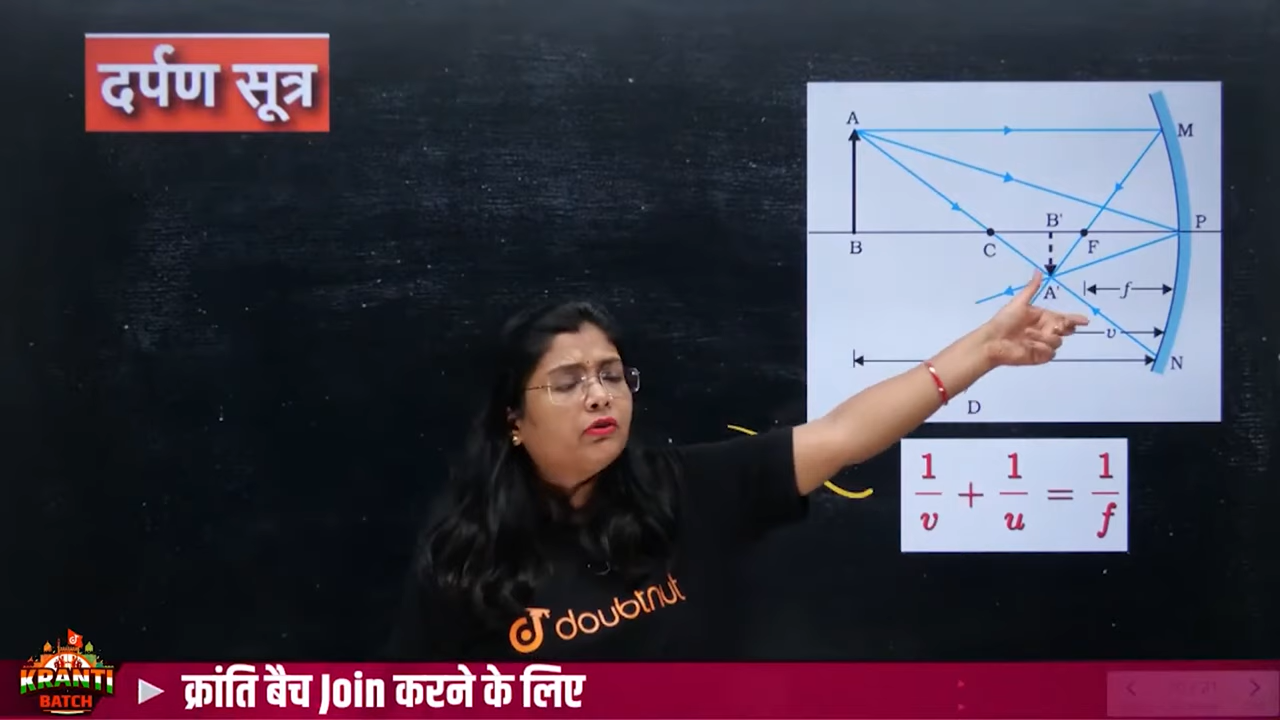 दर्पण सूत्र
A
M
B'
P
B
C
F
A'
f
v
N
D
1/v + 1/u = 1/f
doubtnut
KRANTI
BATCH
क्रांति बैच Join करने के लिए